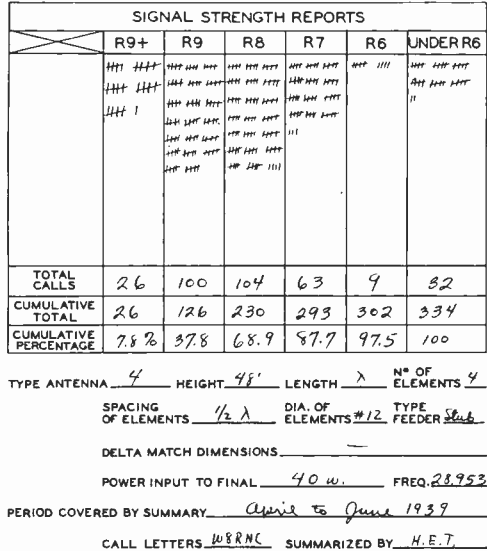 SIGNAL STRENGTH REPORTS
R9+ R9 R8 R7 R6 UNDER R6
TOTAL CALLS 26 100 104 63 9 32
CUMULATIVE TOTAL 26 126 230 293 302 334
CUMULATIVE PERCENTAGE 7.8% 37.8 68.9 87.7 97.5 100
TYPE ANTENNA 4 HEIGHT 48' LENGTH λ Nº OF ELEMENTS 4
SPACING OF ELEMENTS 1/2 λ DIA. OF ELEMENTS #12 TYPE FEEDER Stub
DELTA MATCH DIMENSIONS —
POWER INPUT TO FINAL 40 w. FREQ. 28,953
PERIOD COVERED BY SUMMARY April to June 1939
CALL LETTERS W8RNC SUMMARIZED BY H.E.T.